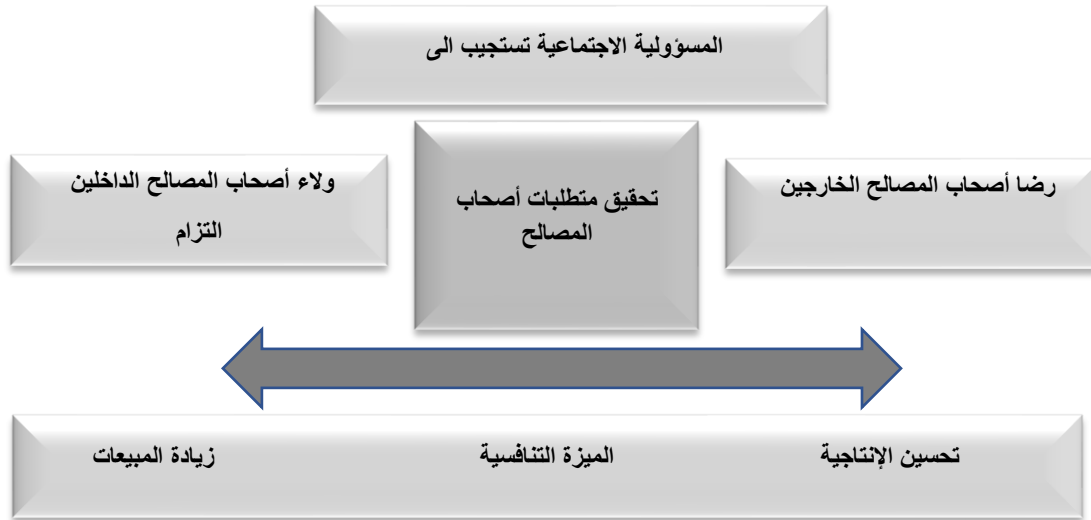 المسؤولية الاجتماعية تستجيب الى
رضا أصحاب المصالح الخارجين
تحقيق متطلبات أصحاب
المصالح
ولاء أصحاب المصالح الداخلين
التزام
تحسين الإنتاجية
الميزة التنافسية
زيادة المبيعات